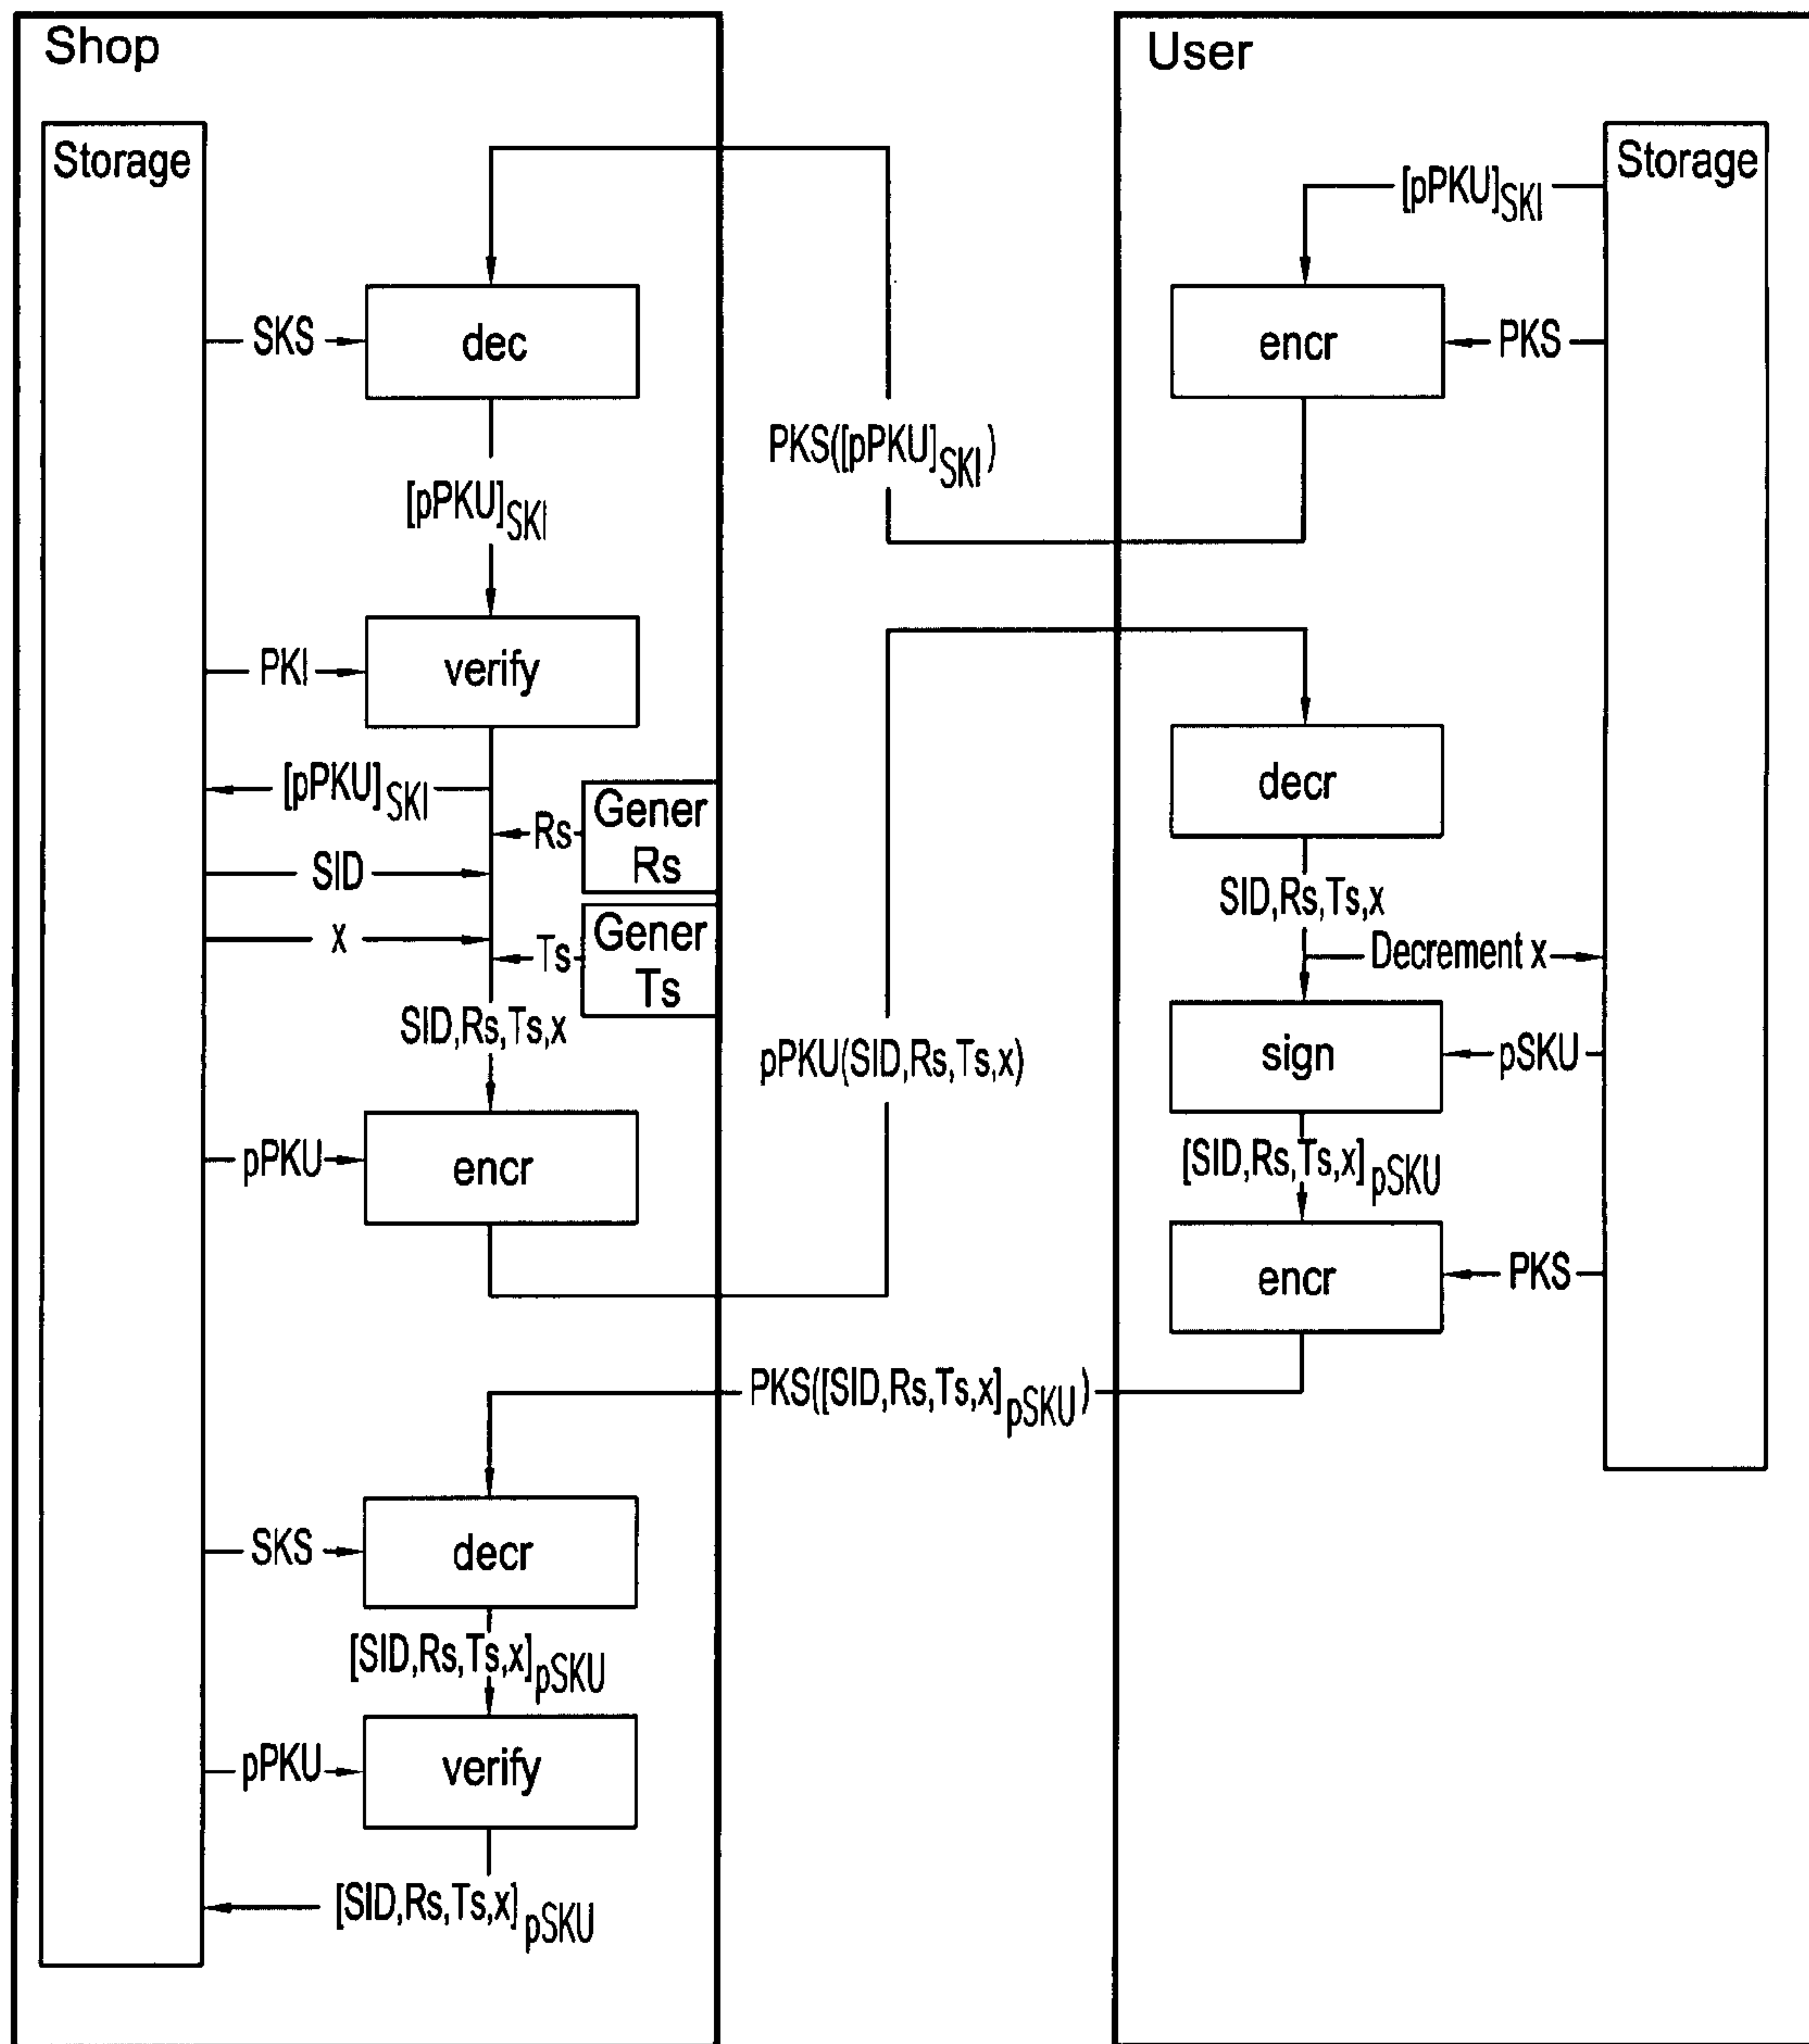 Shop
Storage
SKS
dec
[pPKU]SKI
PKI
verify
[pPKU]SKI
Rs
Gener
Rs
SID
x
Ts
Gener
Ts
SID,Rs,Ts,x
pPKU
encr
SKS
decr
[SID,Rs,Ts,x]pSKU
pPKU
verify
[SID,Rs,Ts,x]pSKU
PKS([pPKU]SKI)
pPKU(SID,Rs,Ts,x)
PKS([SID,Rs,Ts,x]pSKU)
User
Storage
[pPKU]SKI
encr
PKS
decr
SID,Rs,Ts,x
Decrement x
sign
pSKU
[SID,Rs,Ts,x]pSKU
encr
PKS